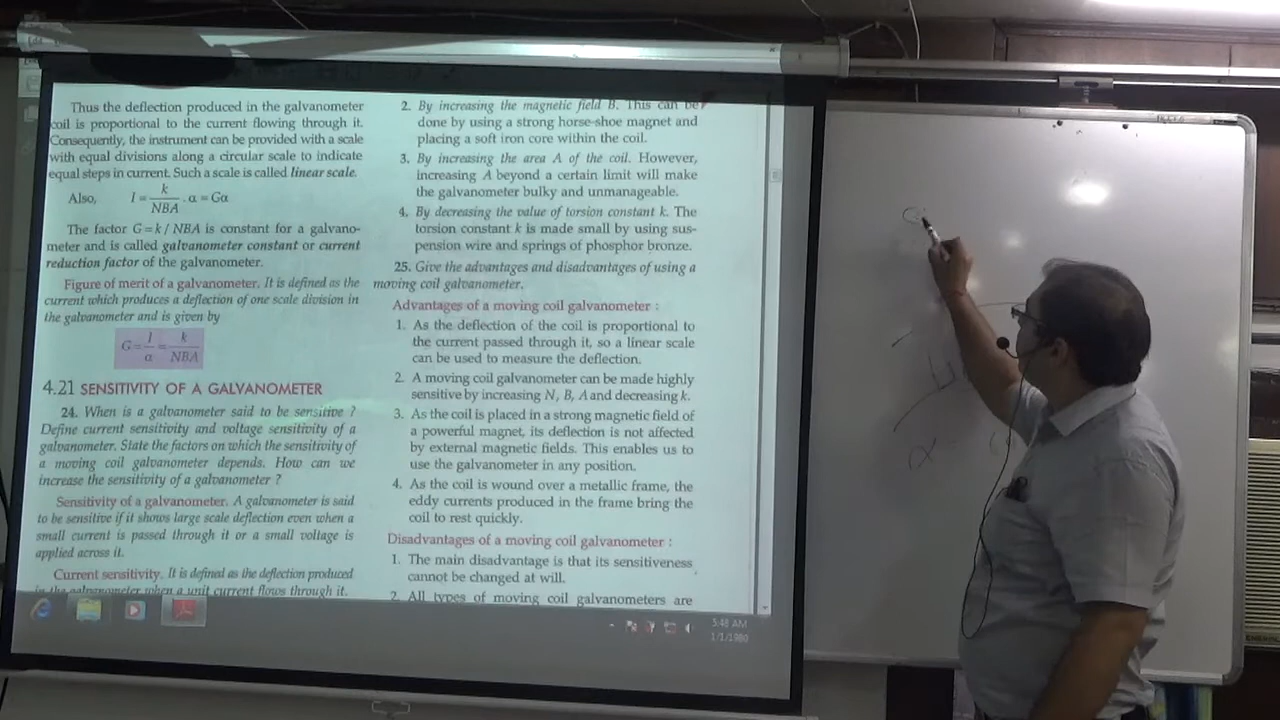 Thus the deflection produced in the galvanometer
coil is proportional to the current flowing through it.
Consequently, the instrument can be provided with a scale
with equal divisions along a circular scale to indicate
equal steps in current. Such a scale is called linear scale.
Also, I = k/NBA . α = Gα
The factor G = k / NBA is constant for a galvano-
meter and is called galvanometer constant or current
reduction factor of the galvanometer.
Figure of merit of a galvanometer. It is defined as the
current which produces a deflection of one scale division in
the galvanometer and is given by
G = I/α = k/NBA
4.21 SENSITIVITY OF A GALVANOMETER
24. When is a galvanometer said to be sensitive ?
Define current sensitivity and voltage sensitivity of a
galvanometer. State the factors on which the sensitivity of
a moving coil galvanometer depends. How can we
increase the sensitivity of a galvanometer ?
Sensitivity of a galvanometer. A galvanometer is said
to be sensitive if it shows large scale deflection even when a
small current is passed through it or a small voltage is
applied across it.
Current sensitivity. It is defined as the deflection produced
in the galvanometer when a unit current flows through it.
2. By increasing the magnetic field B. This can be
done by using a strong horse-shoe magnet and
placing a soft iron core within the coil.
3. By increasing the area A of the coil. However,
increasing A beyond a certain limit will make
the galvanometer bulky and unmanageable.
4. By decreasing the value of torsion constant k. The
torsion constant k is made small by using sus-
pension wire and springs of phosphor bronze.
25. Give the advantages and disadvantages of using a
moving coil galvanometer.
Advantages of a moving coil galvanometer :
1. As the deflection of the coil is proportional to
the current passed through it, so a linear scale
can be used to measure the deflection.
2. A moving coil galvanometer can be made highly
sensitive by increasing N, B, A and decreasing k.
3. As the coil is placed in a strong magnetic field of
a powerful magnet, its deflection is not affected
by external magnetic fields. This enables us to
use the galvanometer in any position.
4. As the coil is wound over a metallic frame, the
eddy currents produced in the frame bring the
coil to rest quickly.
Disadvantages of a moving coil galvanometer :
1. The main disadvantage is that its sensitiveness
cannot be changed at will.
2. All types of moving coil galvanometers are
5:48 AM
1/1/1980